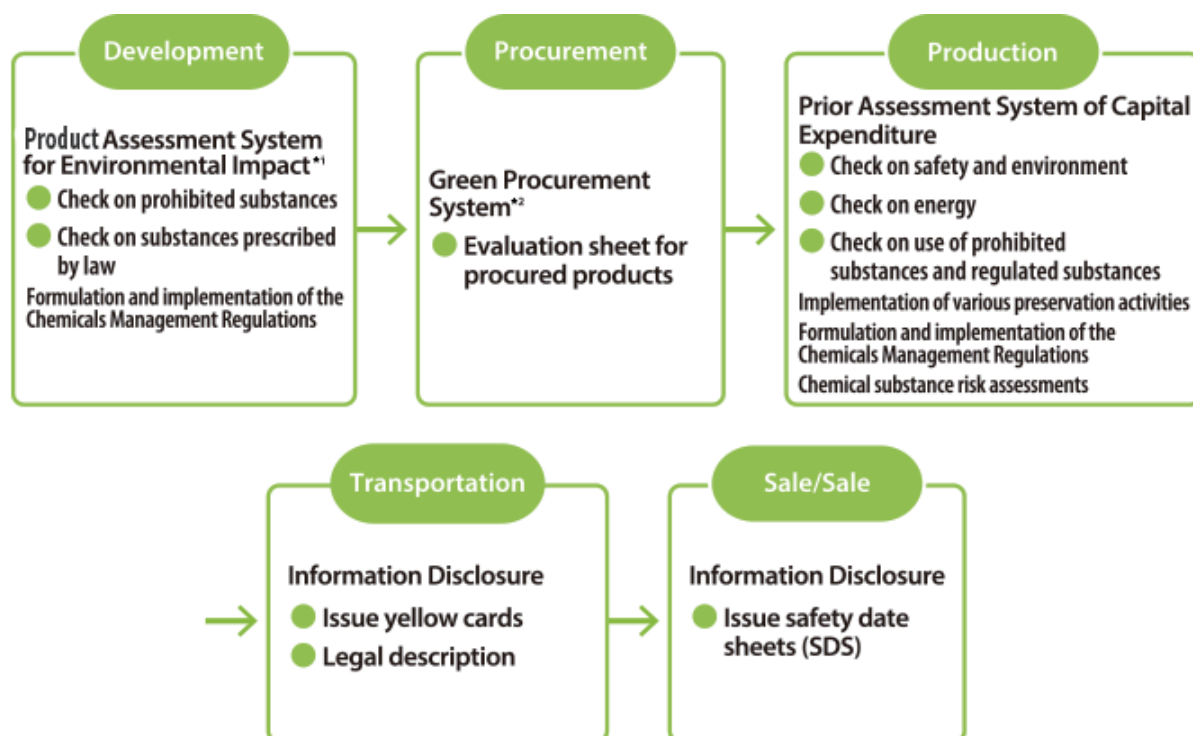 Development
Product Assessment System
for Environmental Impact*1
Check on prohibited substances
Check on substances prescribed
by law
Formulation and implementation of the
Chemicals Management Regulations
Procurement
Green Procurement
System*2
Evaluation sheet for
procured products
Production
Prior Assessment System of Capital
Expenditure
Check on safety and environment
Check on energy
Check on use of prohibited
substances and regulated substances
Implementation of various preservation activities
Formulation and implementation of the
Chemicals Management Regulations
Chemical substance risk assessments
Transportation
Information Disclosure
Issue yellow cards
Legal description
Sale/Sale
Information Disclosure
Issue safety date
sheets (SDS)